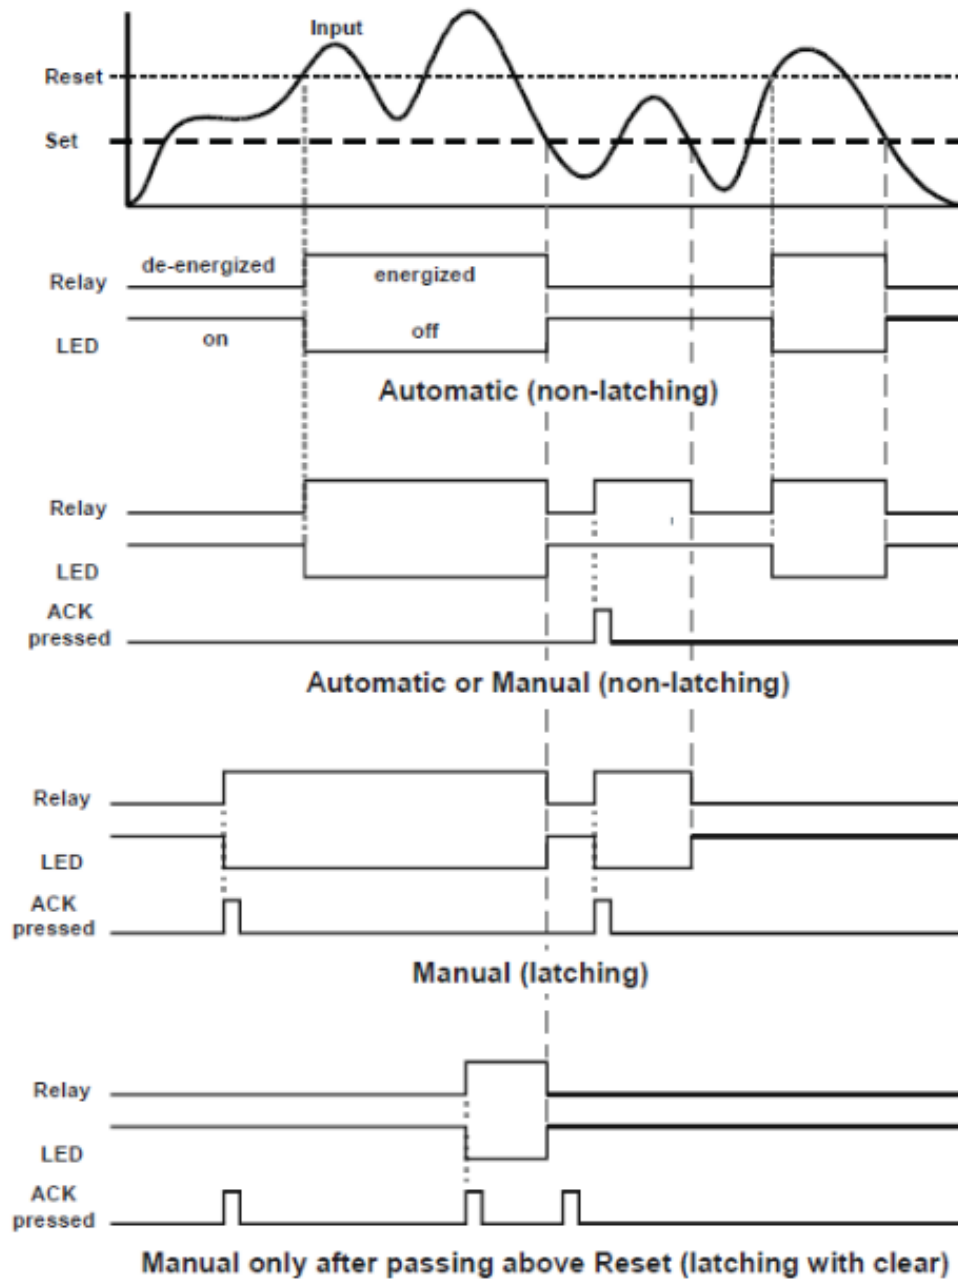 Input
Reset
Set
de-energized
energized
Relay
LED
on
off
Automatic (non-latching)
Relay
LED
ACK
pressed
Automatic or Manual (non-latching)
Relay
LED
ACK
pressed
Manual (latching)
Relay
LED
ACK
pressed
Manual only after passing above Reset (latching with clear)